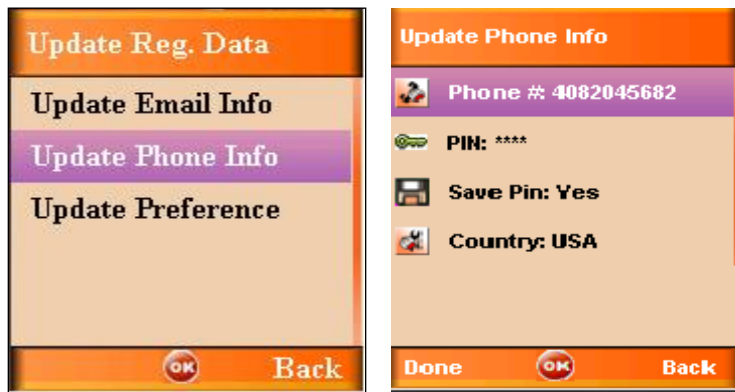 Update Reg. Data
Update Email Info
Update Phone Info
Update Preference
OK Back
Update Phone Info
Phone #: 4082045682
PIN: ****
Save Pin: Yes
Country: USA
Done OK Back